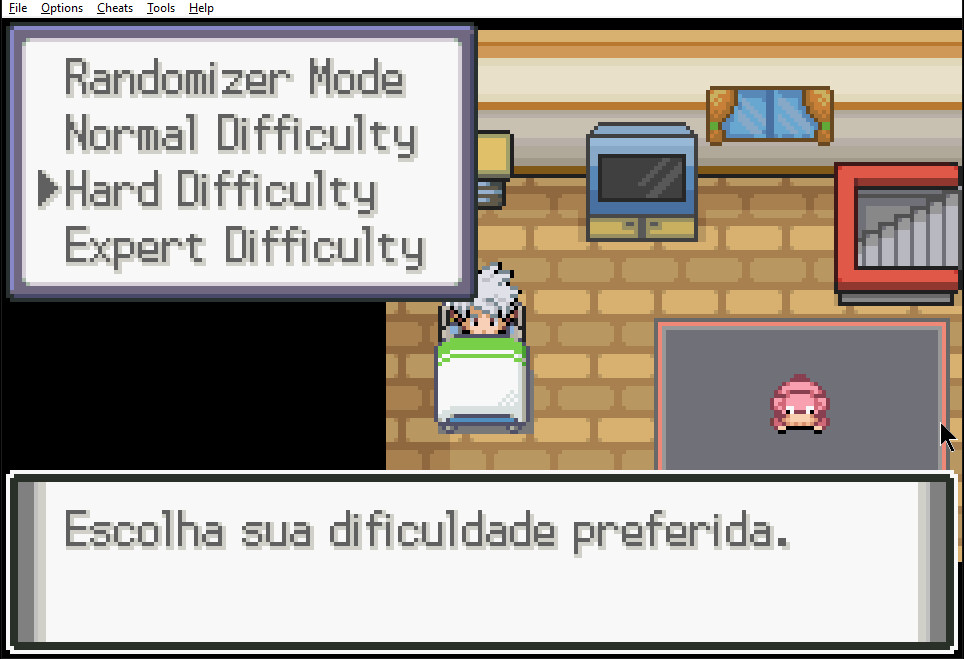 File Options Cheats Tools Help
Randomizer Mode
Normal Difficulty
Hard Difficulty
Expert Difficulty
Escolha sua dificuldade preferida.